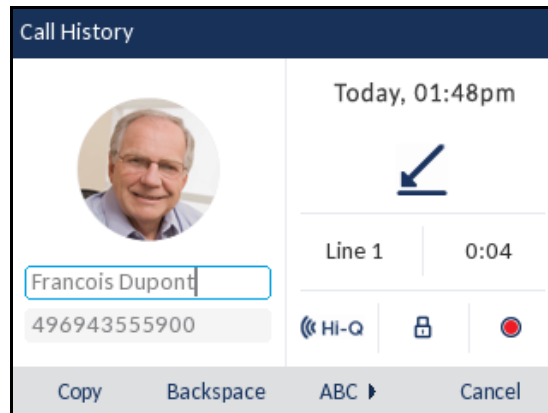 Call History
Today, 01:48pm
Line 1 0:04
Francois Dupont
496943555900
Hi-Q
Copy Backspace ABC Cancel